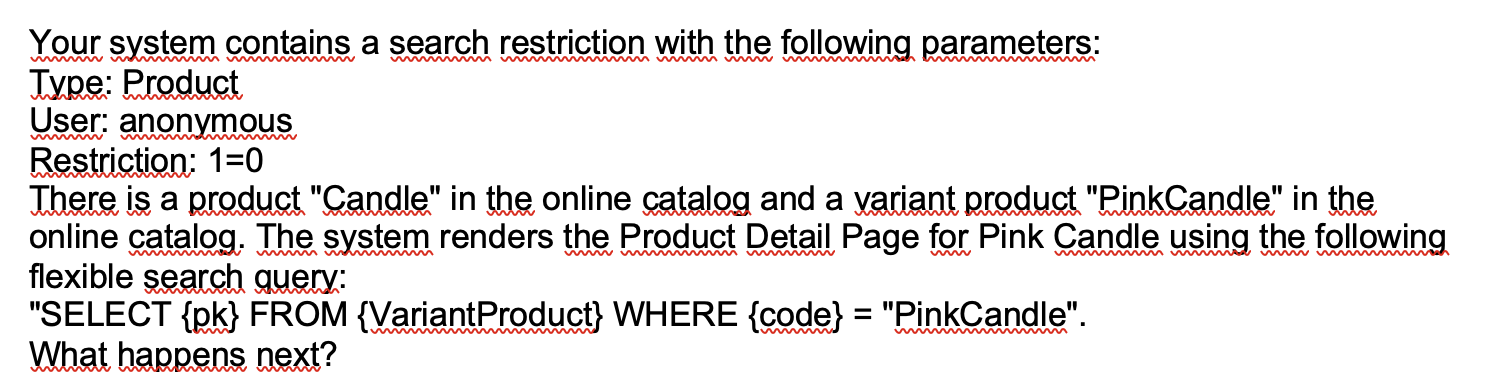 Your system contains a search restriction with the following parameters:
Type: Product
User: anonymous
Restriction: 1=0
There is a product "Candle" in the online catalog and a variant product "PinkCandle" in the
online catalog. The system renders the Product Detail Page for Pink Candle using the following
flexible search query:
"SELECT {pk} FROM {VariantProduct} WHERE {code} = "PinkCandle".
What happens next?